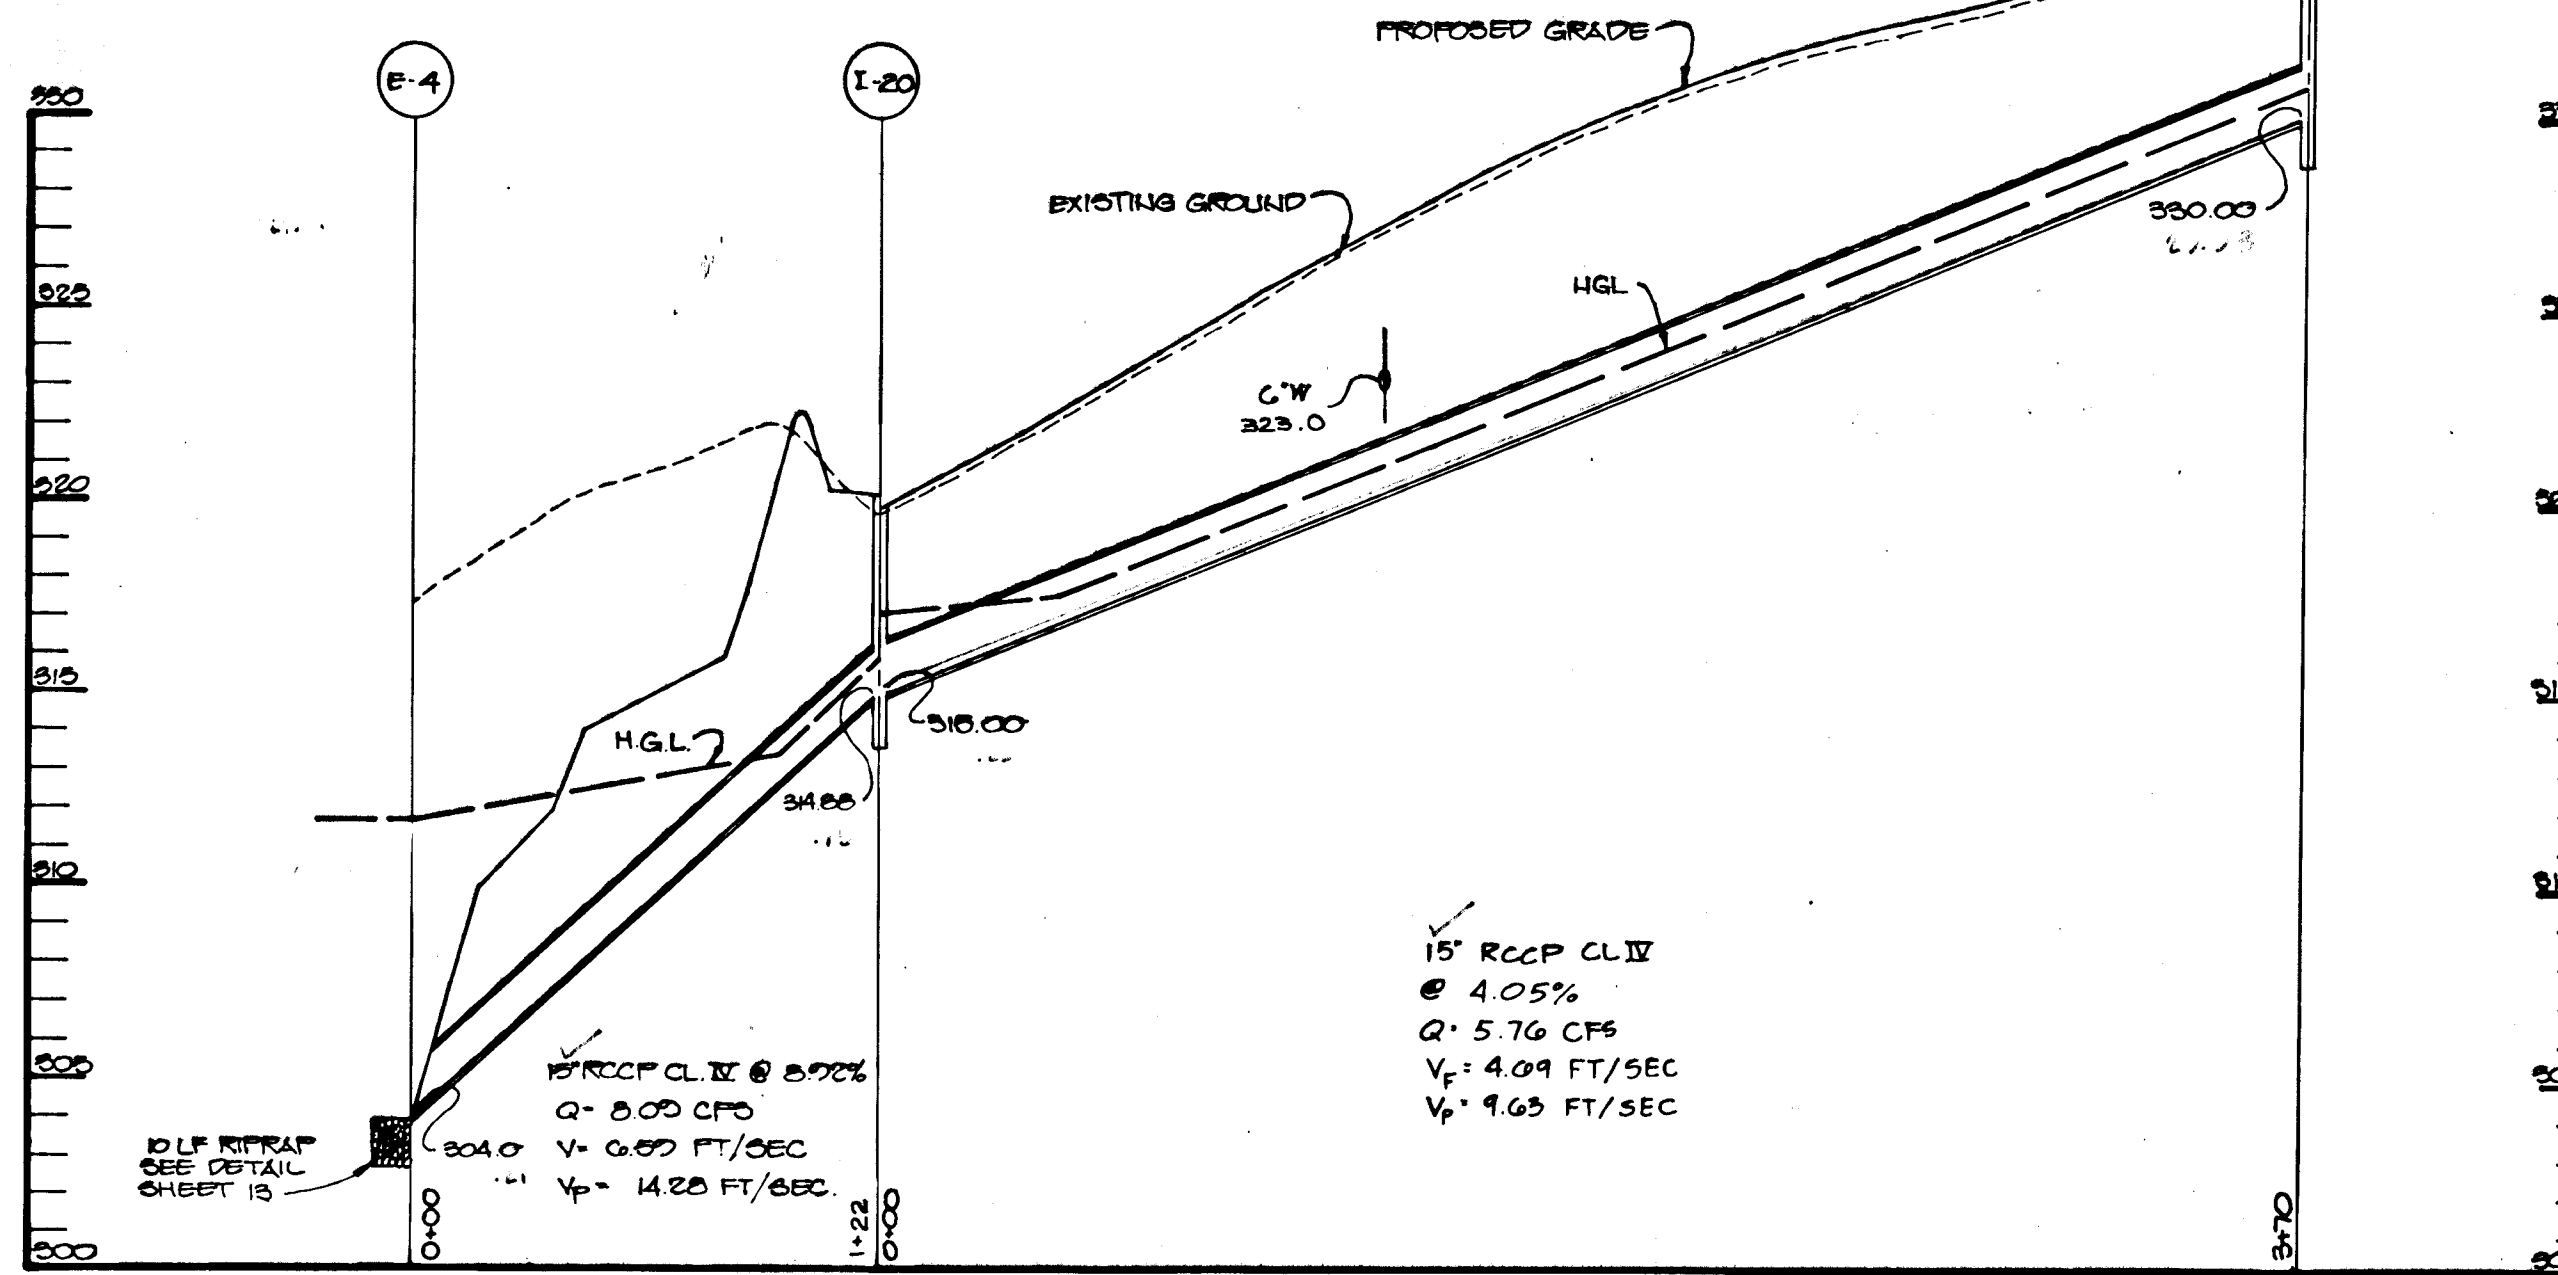 PROPOSED GRADE
E-4
I-20
330
EXISTING GROUND
330.00
325
HGL
6"W
323.0
320
315
H.G.L.
315.00
314.88
310
15" RCCP CL IV
@ 4.05%
Q= 5.76 CFS
VF= 4.69 FT/SEC
VP= 9.63 FT/SEC
305
15" RCCP CL. IV @ 8.92%
Q= 8.09 CFS
V= 6.59 FT/SEC
VP= 14.28 FT/SEC.
304.0
10 LF RIPRAP
SEE DETAIL
SHEET 13
0+00
1+22
0+00
3+70
300